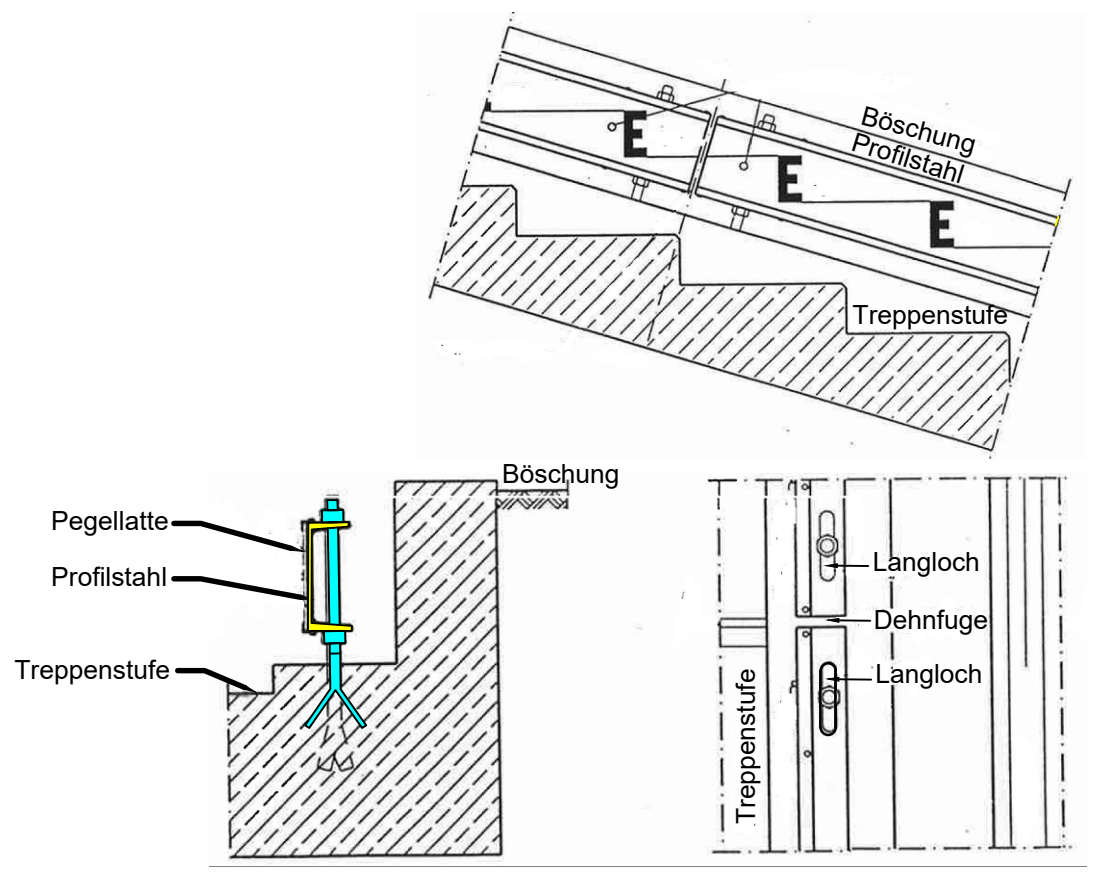 Böschung
Profilstahl
E
E
E
Treppenstufe
Böschung
Pegellatte
Profilstahl
Treppenstufe
Langloch
Dehnfuge
Langloch
Treppenstufe